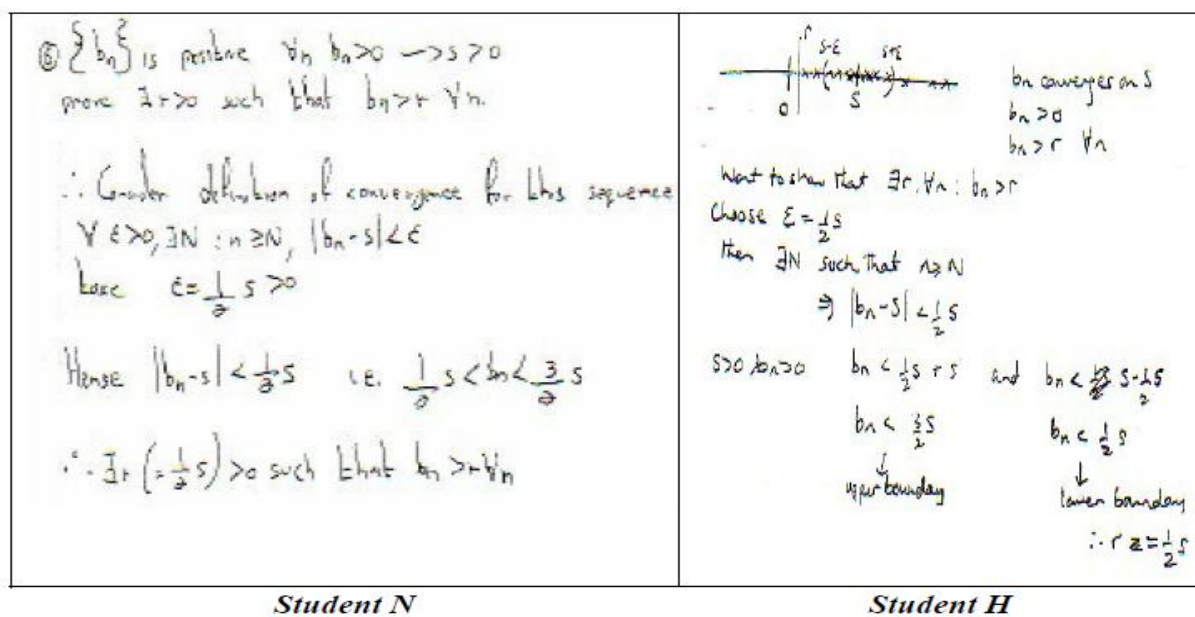 ⑥ {bn} is positive ∀n bn>0 → s>0
prove ∃r>0 such that bn>r ∀n.
∴ Consider definition of convergence for this sequence
∀ ε>0, ∃N : n≥N, |bn-s|<ε
take ε=1/2 s>0
Hense |bn-s| < 1/2 s i.e. 1/2 s < bn < 3/2 s
∴ ∃r (=1/2 s) >0 such that bn >r ∀n
Student N
r
s-ε s+ε
0 S
bn converges on S
bn>0
bn>r ∀n
Want to show that ∃r, ∀n : bn>r
Choose ε=1/2 s
then ∃N such that n≥N
⇒ |bn-S| < 1/2 s
s>0 bn>0 bn < 1/2 s + s and bn < s-1/2 s
bn < 3/2 s bn < 1/2 s
↓ ↓
upper boundary lower boundary
∴ r = 1/2 s
Student H